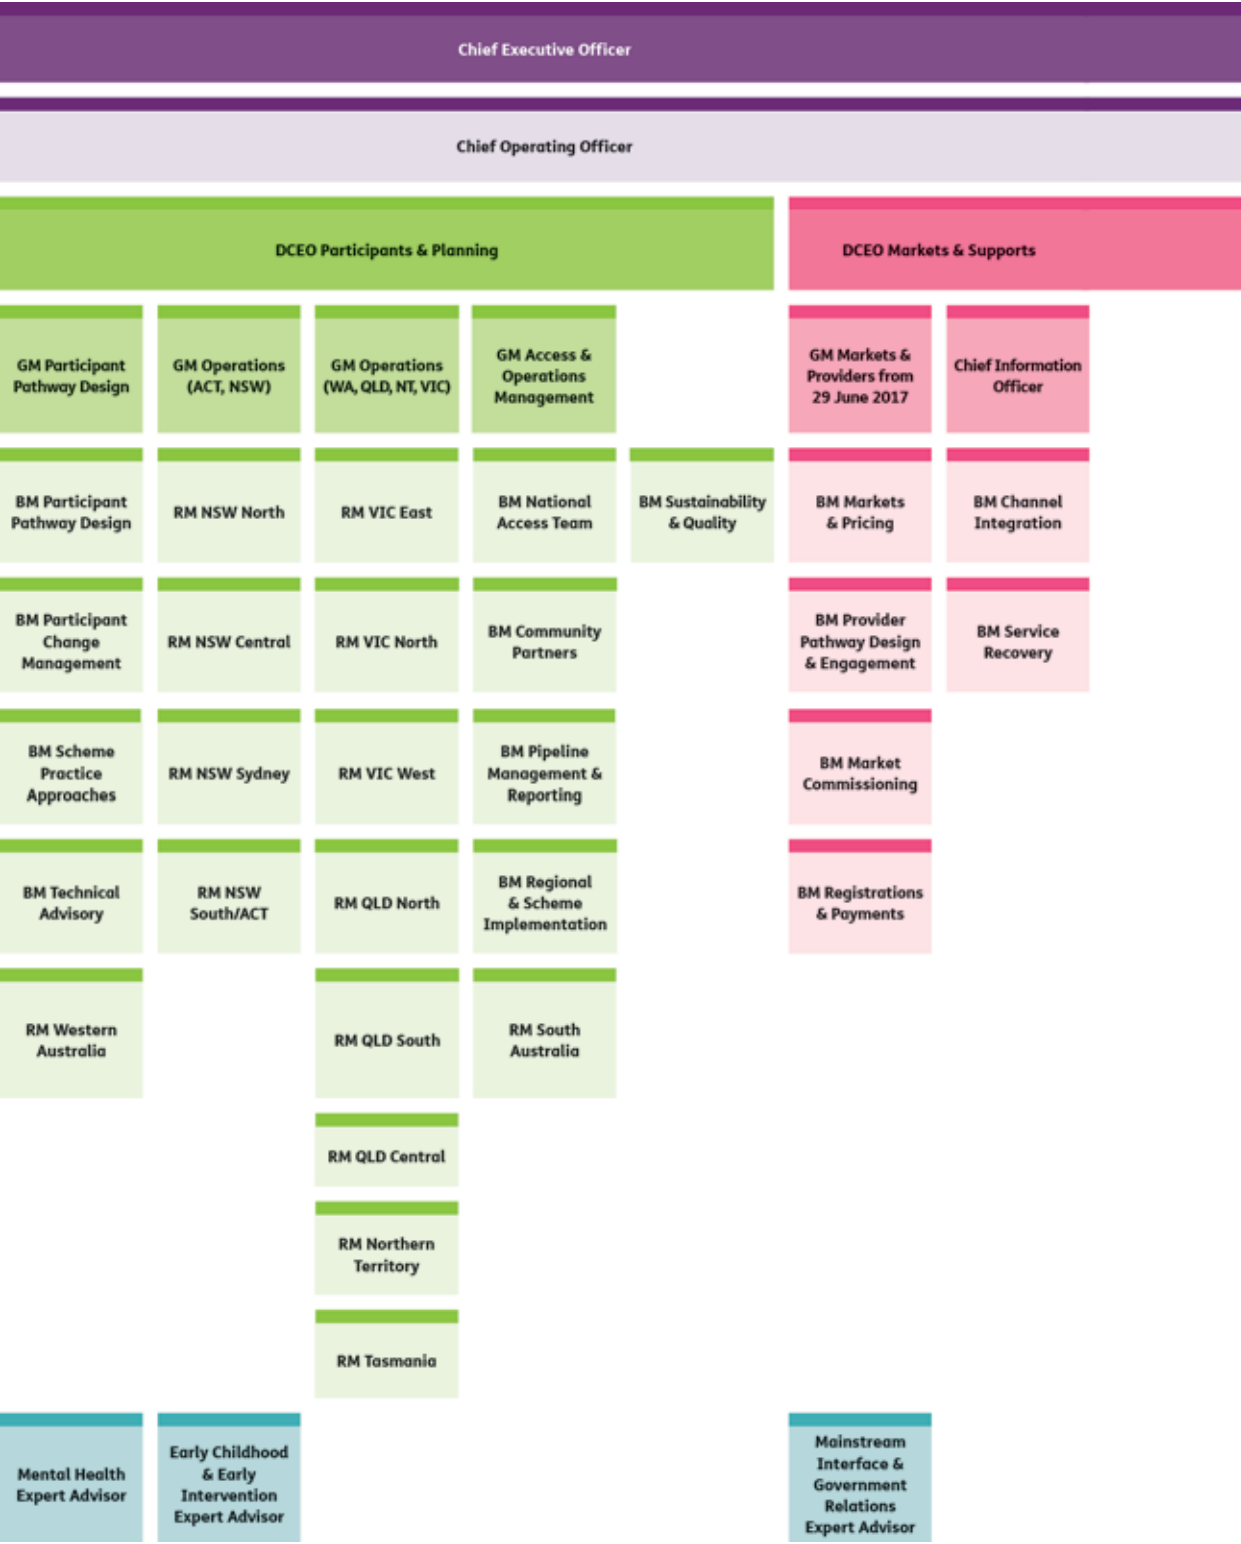 Chief Executive Officer
Chief Operating Officer
DCEO Participants & Planning
DCEO Markets & Supports
GM Participant
Pathway Design
GM Operations
(ACT, NSW)
GM Operations
(WA, QLD, NT, VIC)
GM Access &
Operations
Management
GM Markets &
Providers from
29 June 2017
Chief Information
Officer
BM Participant
Pathway Design
RM NSW North
RM VIC East
BM National
Access Team
BM Sustainability
& Quality
BM Markets
& Pricing
BM Channel
Integration
BM Participant
Change
Management
RM NSW Central
RM VIC North
BM Community
Partners
BM Provider
Pathway Design
& Engagement
BM Service
Recovery
BM Scheme
Practice
Approaches
RM NSW Sydney
RM VIC West
BM Pipeline
Management &
Reporting
BM Market
Commissioning
BM Technical
Advisory
RM NSW
South/ACT
RM QLD North
BM Regional
& Scheme
Implementation
BM Registrations
& Payments
RM Western
Australia
RM QLD South
RM South
Australia
RM QLD Central
RM Northern
Territory
RM Tasmania
Mental Health
Expert Advisor
Early Childhood
& Early
Intervention
Expert Advisor
Mainstream
Interface &
Government
Relations
Expert Advisor